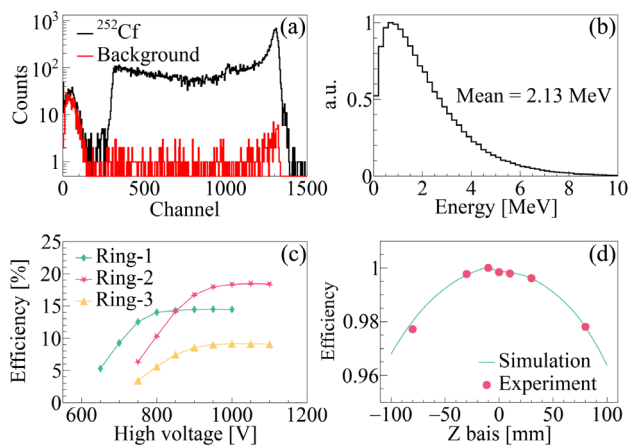 (a)
²⁵²Cf
Background
Counts
10³
10²
10
1
0 500 1000 1500
Channel
(b)
a.u.
1
0.5
0
Mean = 2.13 MeV
0 2 4 6 8 10
Energy [MeV]
(c)
Ring-1
Ring-2
Ring-3
Efficiency [%]
25
20
15
10
5
0
600 800 1000 1200
High voltage [V]
(d)
Efficiency
1
0.98
0.96
Simulation
Experiment
−100 −50 0 50 100
Z bais [mm]